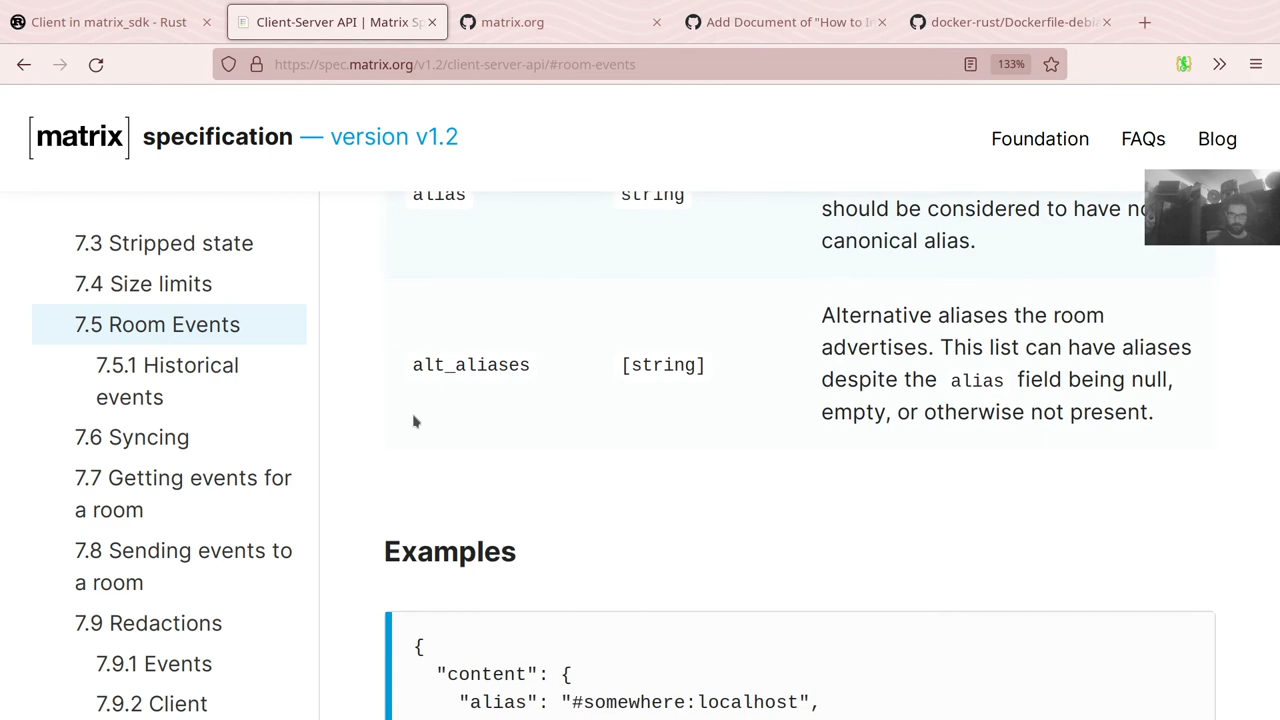 Client in matrix_sdk - Rust
Client-Server API | Matrix Sp
matrix.org
Add Document of "How to I
docker-rust/Dockerfile-debi
https://spec.matrix.org/v1.2/client-server-api/#room-events
133%
[matrix] specification — version v1.2
Foundation
FAQs
Blog
7.3 Stripped state
7.4 Size limits
7.5 Room Events
7.5.1 Historical
events
7.6 Syncing
7.7 Getting events for
a room
7.8 Sending events to
a room
7.9 Redactions
7.9.1 Events
7.9.2 Client
alias
string
should be considered to have no
canonical alias.
alt_aliases
[string]
Alternative aliases the room
advertises. This list can have aliases
despite the alias field being null,
empty, or otherwise not present.
Examples
{
"content": {
"alias": "#somewhere:localhost",